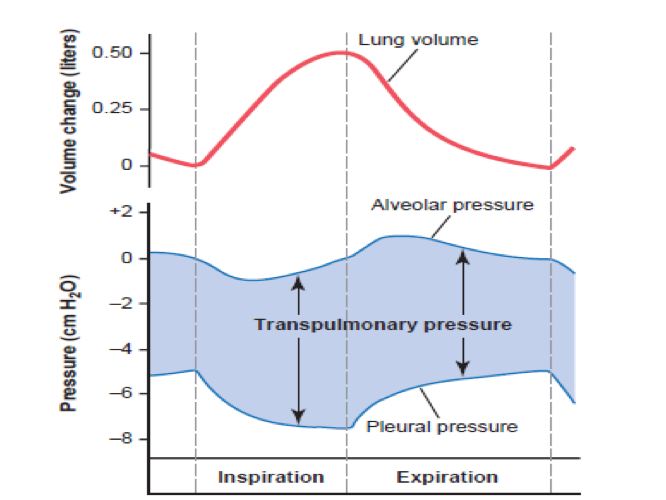 Lung volume
Volume change (liters)
0.50
0.25
0
Alveolar pressure
Pressure (cm H₂O)
+2
0
–2
Transpulmonary pressure
–4
–6
Pleural pressure
–8
Inspiration
Expiration